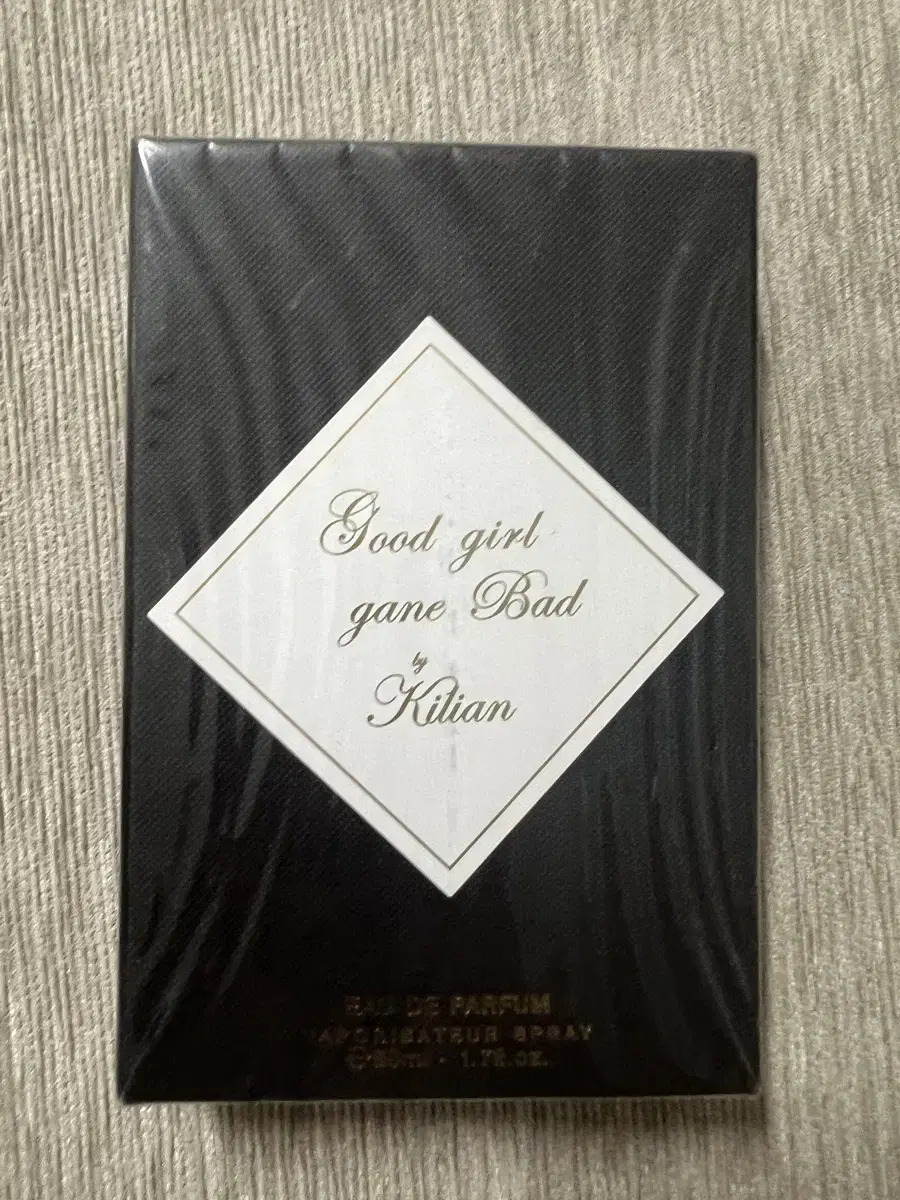 Good girl
gane Bad
by
Kilian
EAU DE PARFUM
VAPORISATEUR SPRAY